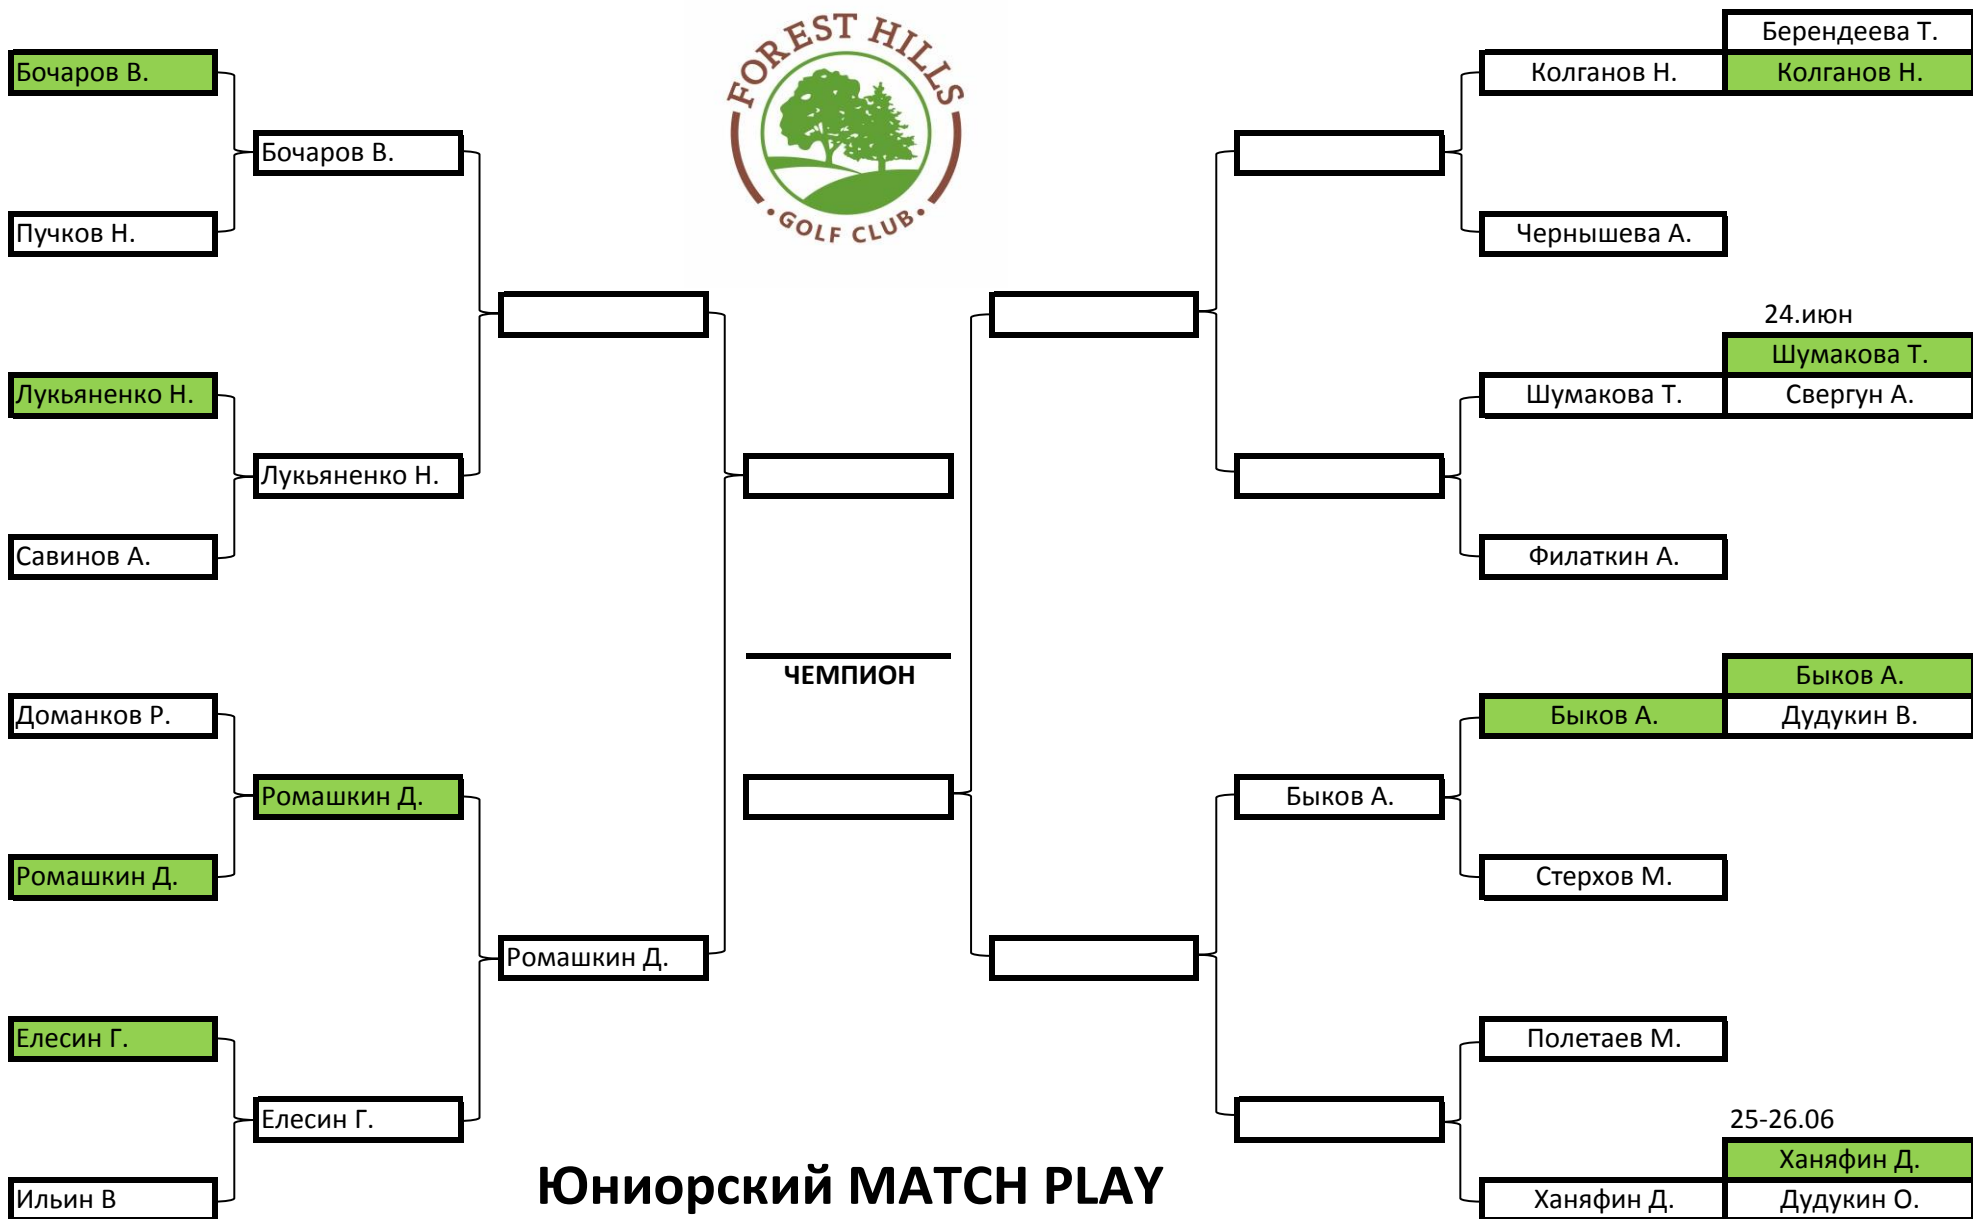 FOREST HILLS
• GOLF CLUB •
Бочаров В.
Бочаров В.
Пучков Н.
Лукьяненко Н.
Лукьяненко Н.
Савинов А.
Доманков Р.
Ромашкин Д.
Ромашкин Д.
Ромашкин Д.
Елесин Г.
Елесин Г.
Ильин В
ЧЕМПИОН
Берендеева Т.
Колганов Н.
Колганов Н.
Чернышева А.
24.июн
Шумакова Т.
Шумакова Т.
Свергун А.
Филаткин А.
Быков А.
Быков А.
Дудукин В.
Быков А.
Стерхов М.
Полетаев М.
25-26.06
Ханяфин Д.
Ханяфин Д.
Дудукин О.
Юниорский MATCH PLAY